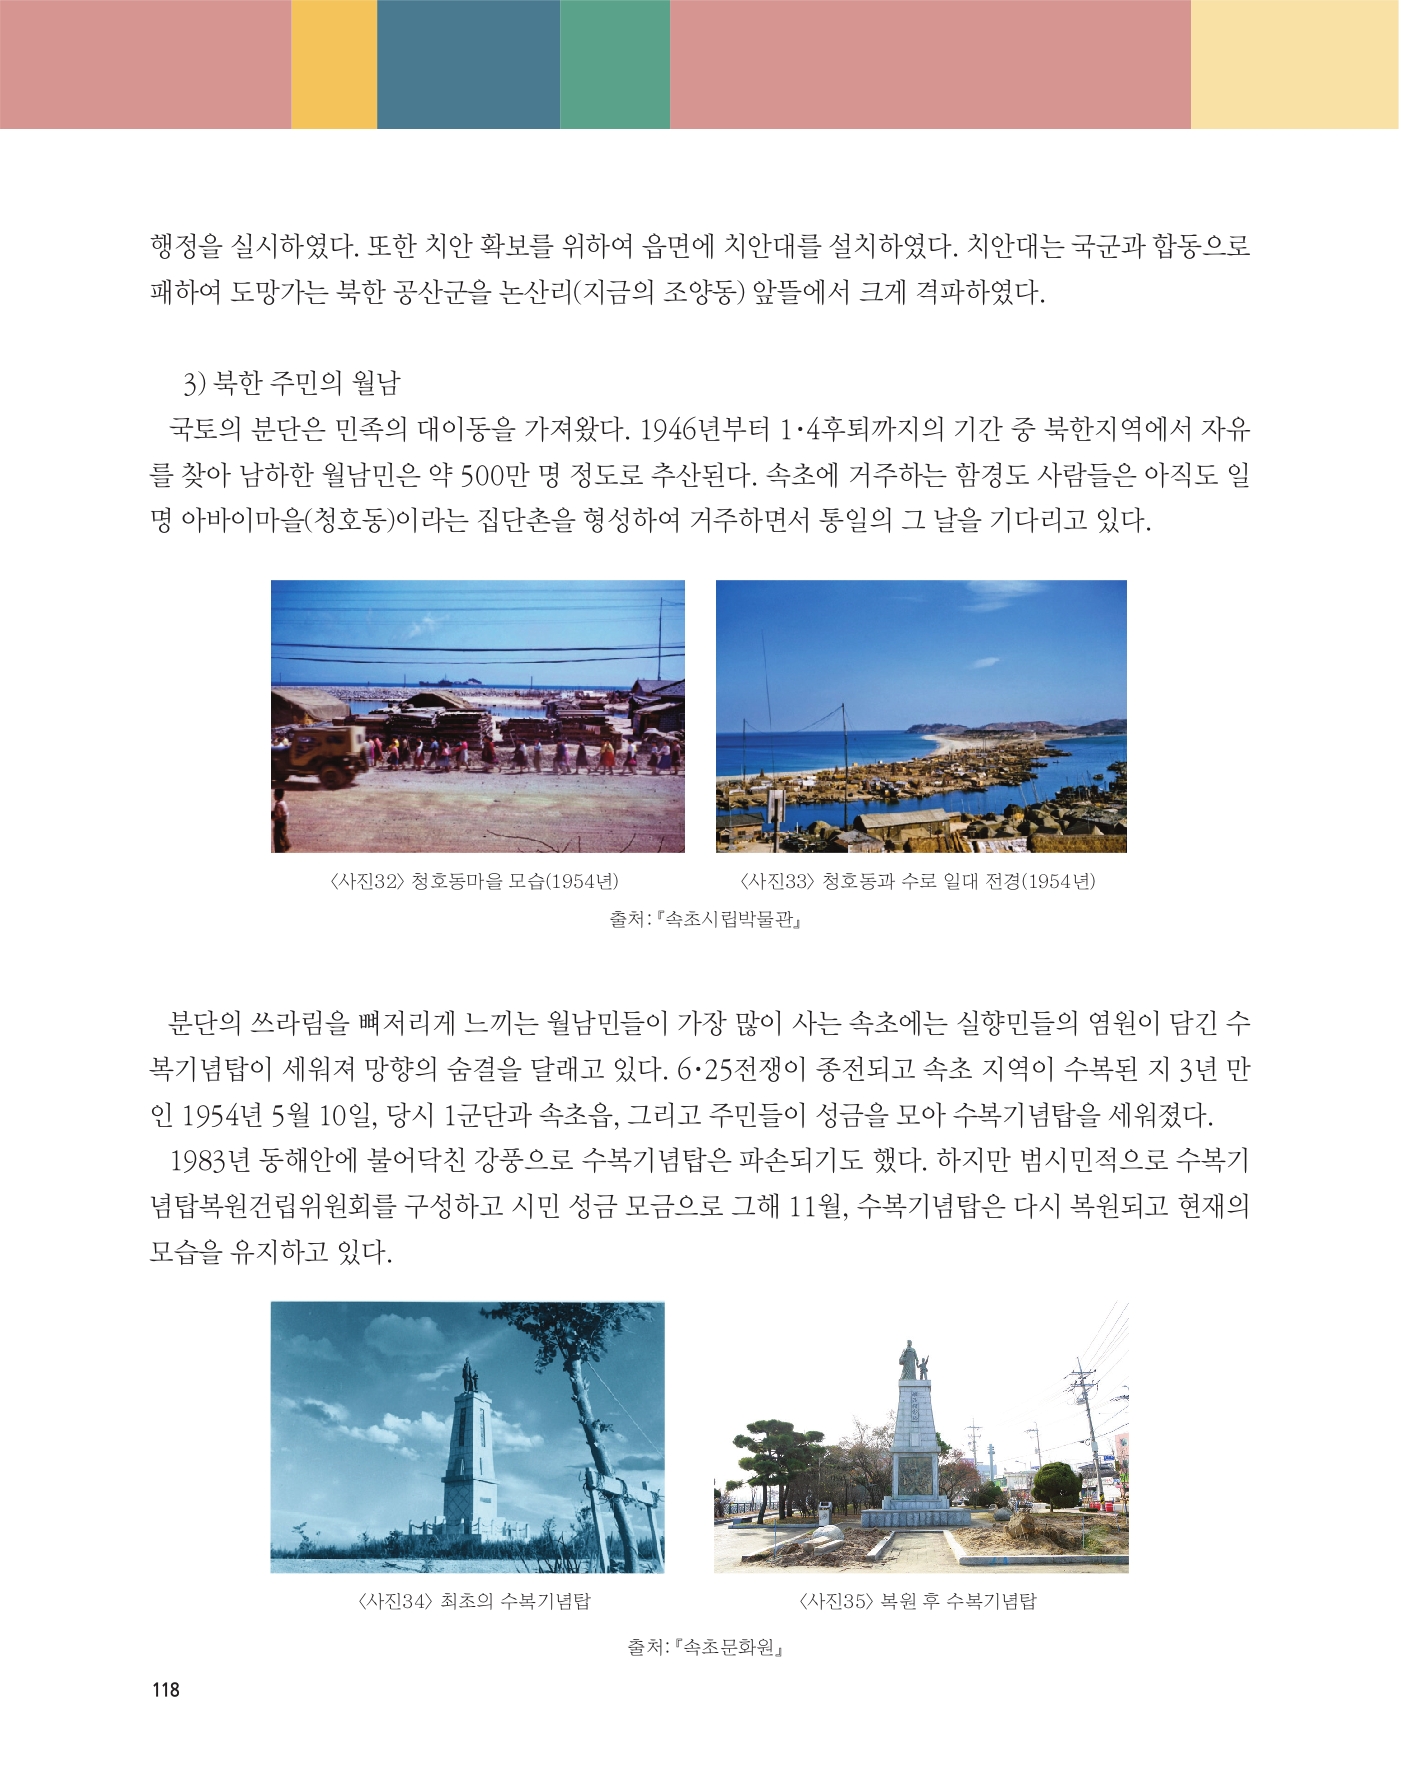 행정을 실시하였다. 또한 치안 확보를 위하여 읍면에 치안대를 설치하였다. 치안대는 국군과 합동으로
패하여 도망가는 북한 공산군을 논산리(지금의 조양동) 앞뜰에서 크게 격파하였다.
3) 북한 주민의 월남
국토의 분단은 민족의 대이동을 가져왔다. 1946년부터 1·4후퇴까지의 기간 중 북한지역에서 자유
를 찾아 남하한 월남민은 약 500만 명 정도로 추산된다. 속초에 거주하는 함경도 사람들은 아직도 일
명 아바이마을(청호동)이라는 집단촌을 형성하여 거주하면서 통일의 그 날을 기다리고 있다.
〈사진32〉 청호동마을 모습(1954년)
〈사진33〉 청호동과 수로 일대 전경(1954년)
출처:『속초시립박물관』
분단의 쓰라림을 뼈저리게 느끼는 월남민들이 가장 많이 사는 속초에는 실향민들의 염원이 담긴 수
복기념탑이 세워져 망향의 숨결을 달래고 있다. 6·25전쟁이 종전되고 속초 지역이 수복된 지 3년 만
인 1954년 5월 10일, 당시 1군단과 속초읍, 그리고 주민들이 성금을 모아 수복기념탑을 세워졌다.
1983년 동해안에 불어닥친 강풍으로 수복기념탑은 파손되기도 했다. 하지만 범시민적으로 수복기
념탑복원건립위원회를 구성하고 시민 성금 모금으로 그해 11월, 수복기념탑은 다시 복원되고 현재의
모습을 유지하고 있다.
〈사진34〉 최초의 수복기념탑
〈사진35〉 복원 후 수복기념탑
출처:『속초문화원』
118